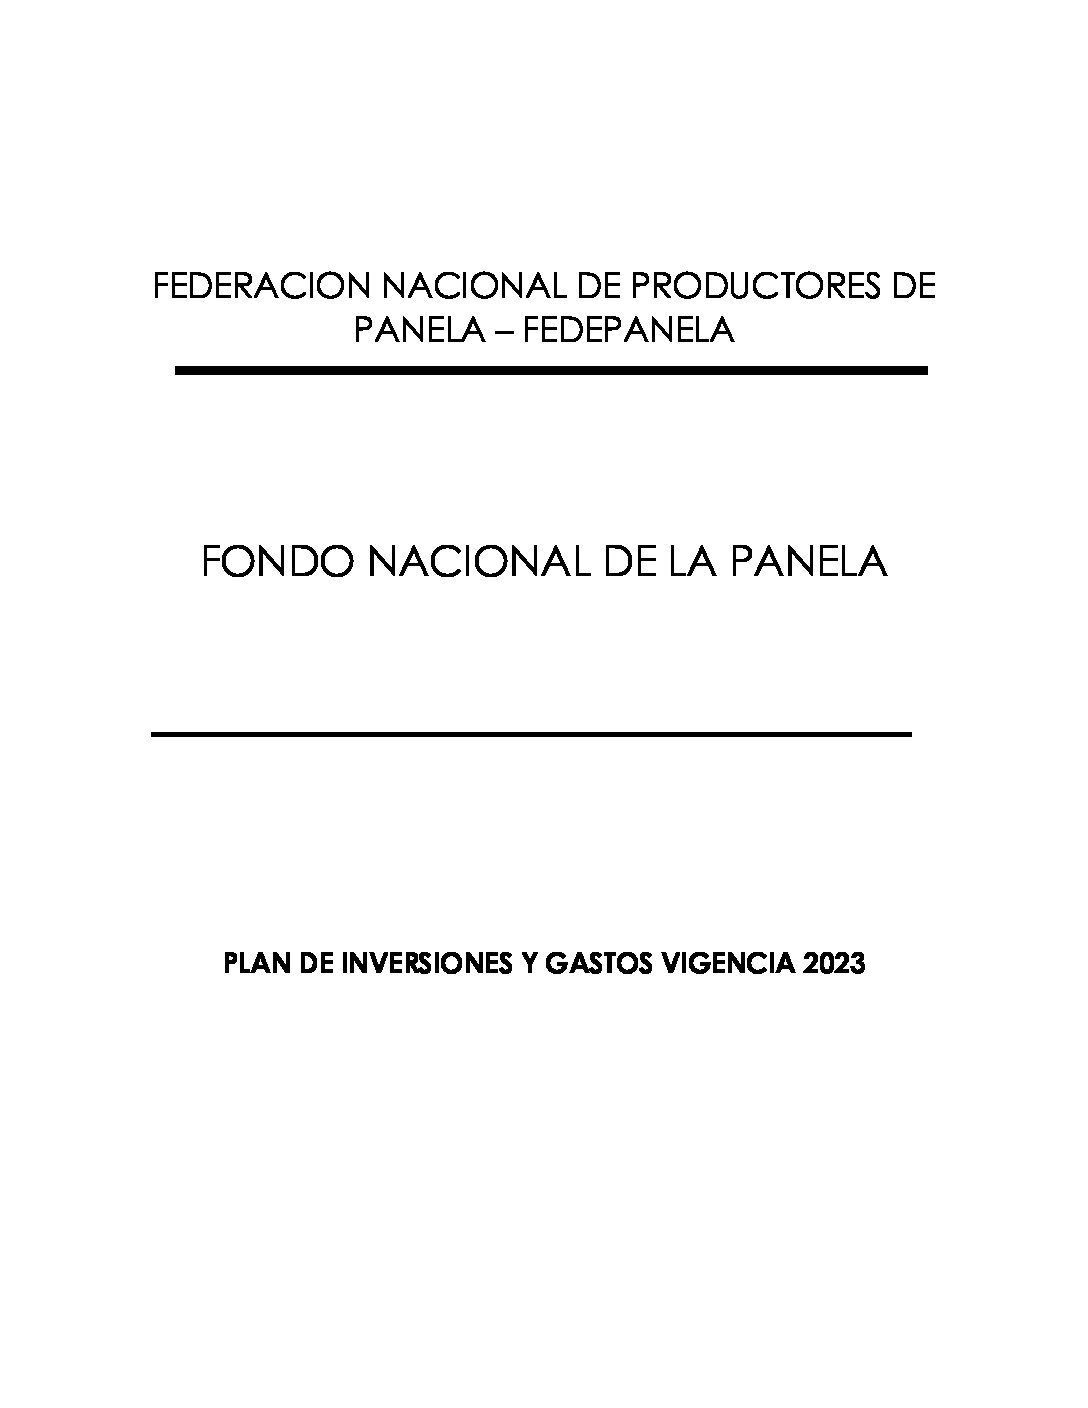 FEDERACION NACIONAL DE PRODUCTORES DE
PANELA – FEDEPANELA
FONDO NACIONAL DE LA PANELA
PLAN DE INVERSIONES Y GASTOS VIGENCIA 2023